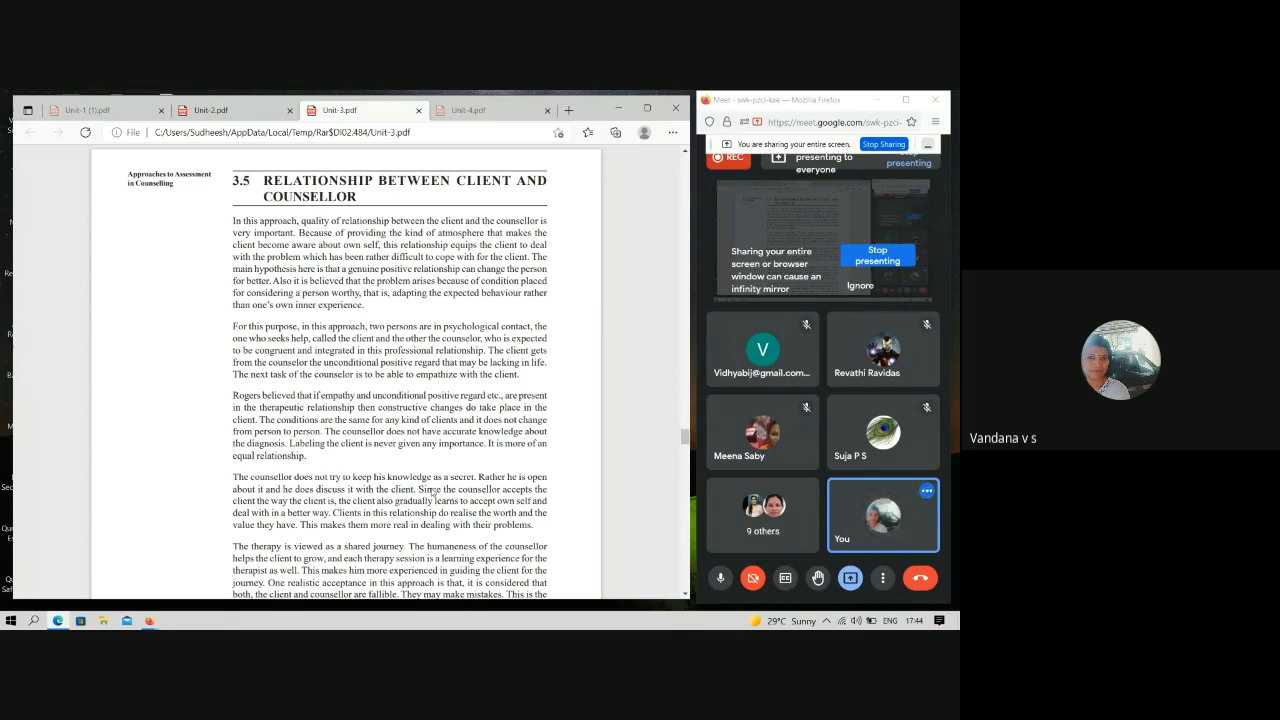 Unit-1 (1).pdf
Unit-2.pdf
Unit-3.pdf
Unit-4.pdf
File
C:/Users/Sudheesh/AppData/Local/Temp/Rar$DI02.484/Unit-3.pdf
Approaches to Assessment
in Counselling
3.5 RELATIONSHIP BETWEEN CLIENT AND
COUNSELLOR
In this approach, quality of relationship between the client and the counsellor is
very important. Because of providing the kind of atmosphere that makes the
client become aware about own self, this relationship equips the client to deal
with the problem which has been rather difficult to cope with for the client. The
main hypothesis here is that a genuine positive relationship can change the person
for better. Also it is believed that the problem arises because of condition placed
for considering a person worthy, that is, adapting the expected behaviour rather
than one's own inner experience.
For this purpose, in this approach, two persons are in psychological contact, the
one who seeks help, called the client and the other the counselor, who is expected
to be congruent and integrated in this professional relationship. The client gets
from the counselor the unconditional positive regard that may be lacking in life.
The next task of the counselor is to be able to empathize with the client.
Rogers believed that if empathy and unconditional positive regard etc., are present
in the therapeutic relationship then constructive changes do take place in the
client. The conditions are the same for any kind of clients and it does not change
from person to person. The counsellor does not have accurate knowledge about
the diagnosis. Labeling the client is never given any importance. It is more of an
equal relationship.
The counsellor does not try to keep his knowledge as a secret. Rather he is open
about it and he does discuss it with the client. Since the counsellor accepts the
client the way the client is, the client also gradually learns to accept own self and
deal with in a better way. Clients in this relationship do realise the worth and the
value they have. This makes them more real in dealing with their problems.
The therapy is viewed as a shared journey. The humaneness of the counsellor
helps the client to grow, and each therapy session is a learning experience for the
therapist as well. This makes him more experienced in guiding the client for the
journey. One realistic acceptance in this approach is that, it is considered that
both, the client and counsellor are fallible. They may make mistakes. This is the
Meet – swk-pzci-kxe — Mozilla Firefox
https://meet.google.com/swk-pzci-
You are sharing your entire screen.
Stop Sharing
REC
presenting to
everyone
presenting
Sharing your entire
screen or browser
window can cause an
infinity mirror
Stop
presenting
Ignore
V
Vidhyabij@gmail.com...
Revathi Ravidas
Meena Saby
Suja P S
9 others
You
Vandana v s
29°C Sunny
ENG
17:44